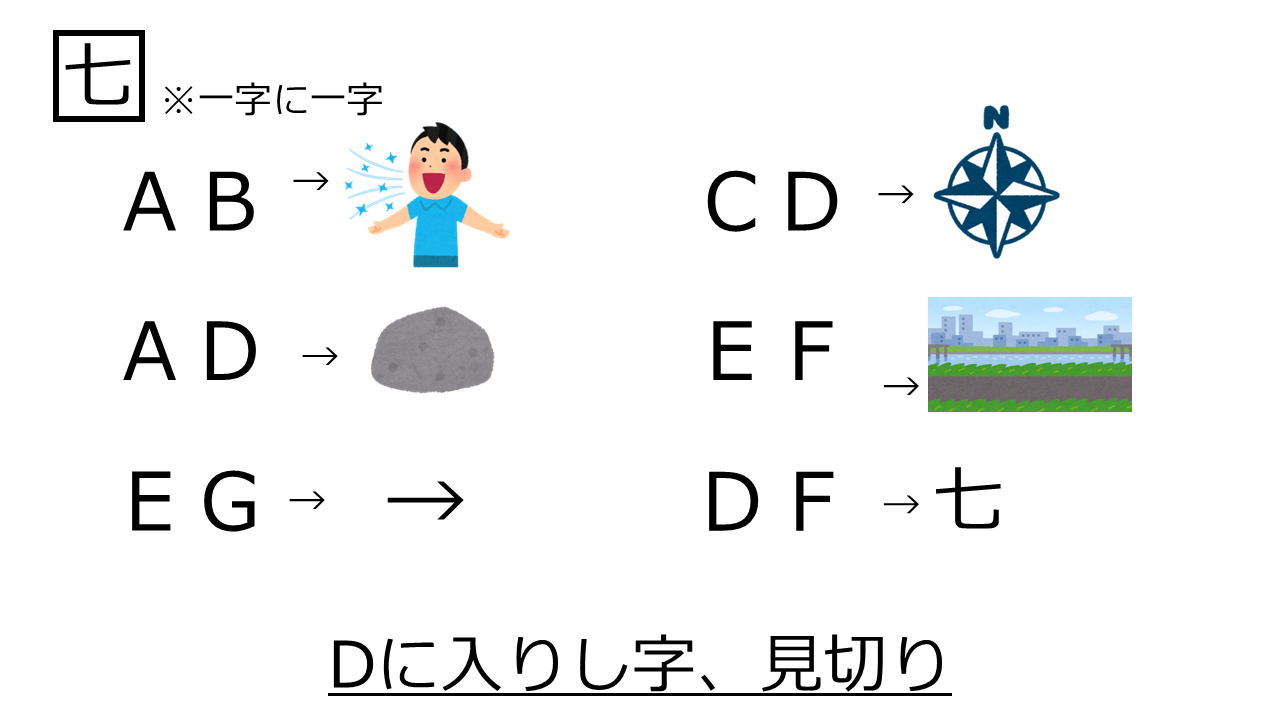 七 ※一字に一字
A B → C D → N
A D → E F →
E G → → D F → 七
Dに入りし字、見切り